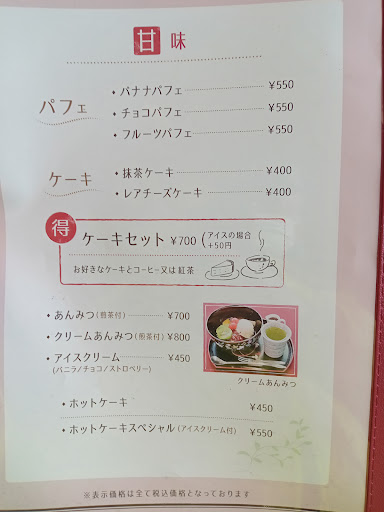 甘味
パフェ
・バナナパフェ ¥550
・チョコパフェ ¥550
・フルーツパフェ ¥550
ケーキ
・抹茶ケーキ ¥400
・レアチーズケーキ ¥400
得 ケーキセット ¥700 (アイスの場合
+50円
お好きなケーキとコーヒー又は紅茶
・あんみつ(煎茶付) ¥700
・クリームあんみつ(煎茶付) ¥800
・アイスクリーム ¥450
(バニラ/チョコ/ストロベリー)
クリームあんみつ
・ホットケーキ ¥450
・ホットケーキスペシャル(アイスクリーム付) ¥550
※表示価格は全て税込価格となっております